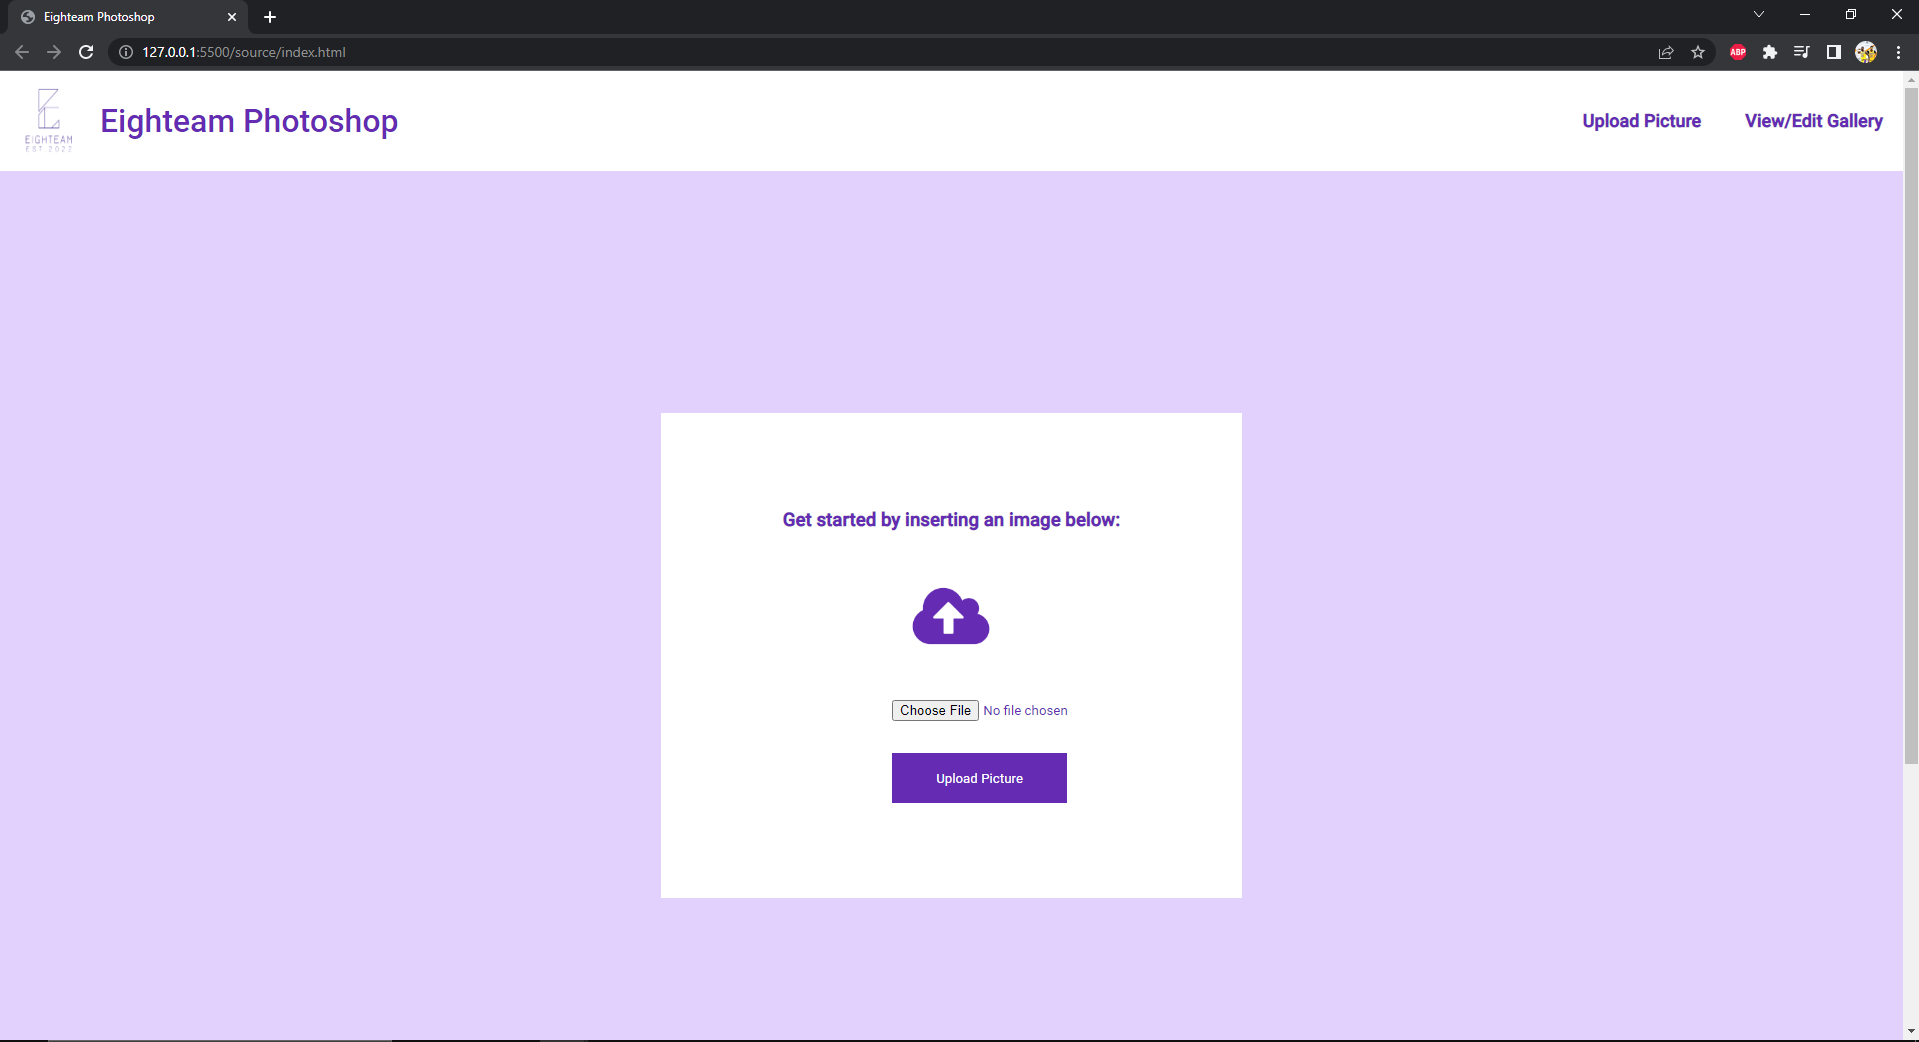 Eighteam Photoshop
127.0.0.1:5500/source/index.html
ABP
EIGHTEAM
EST.2022
Eighteam Photoshop
Upload Picture
View/Edit Gallery
Get started by inserting an image below:
Choose File No file chosen
Upload Picture